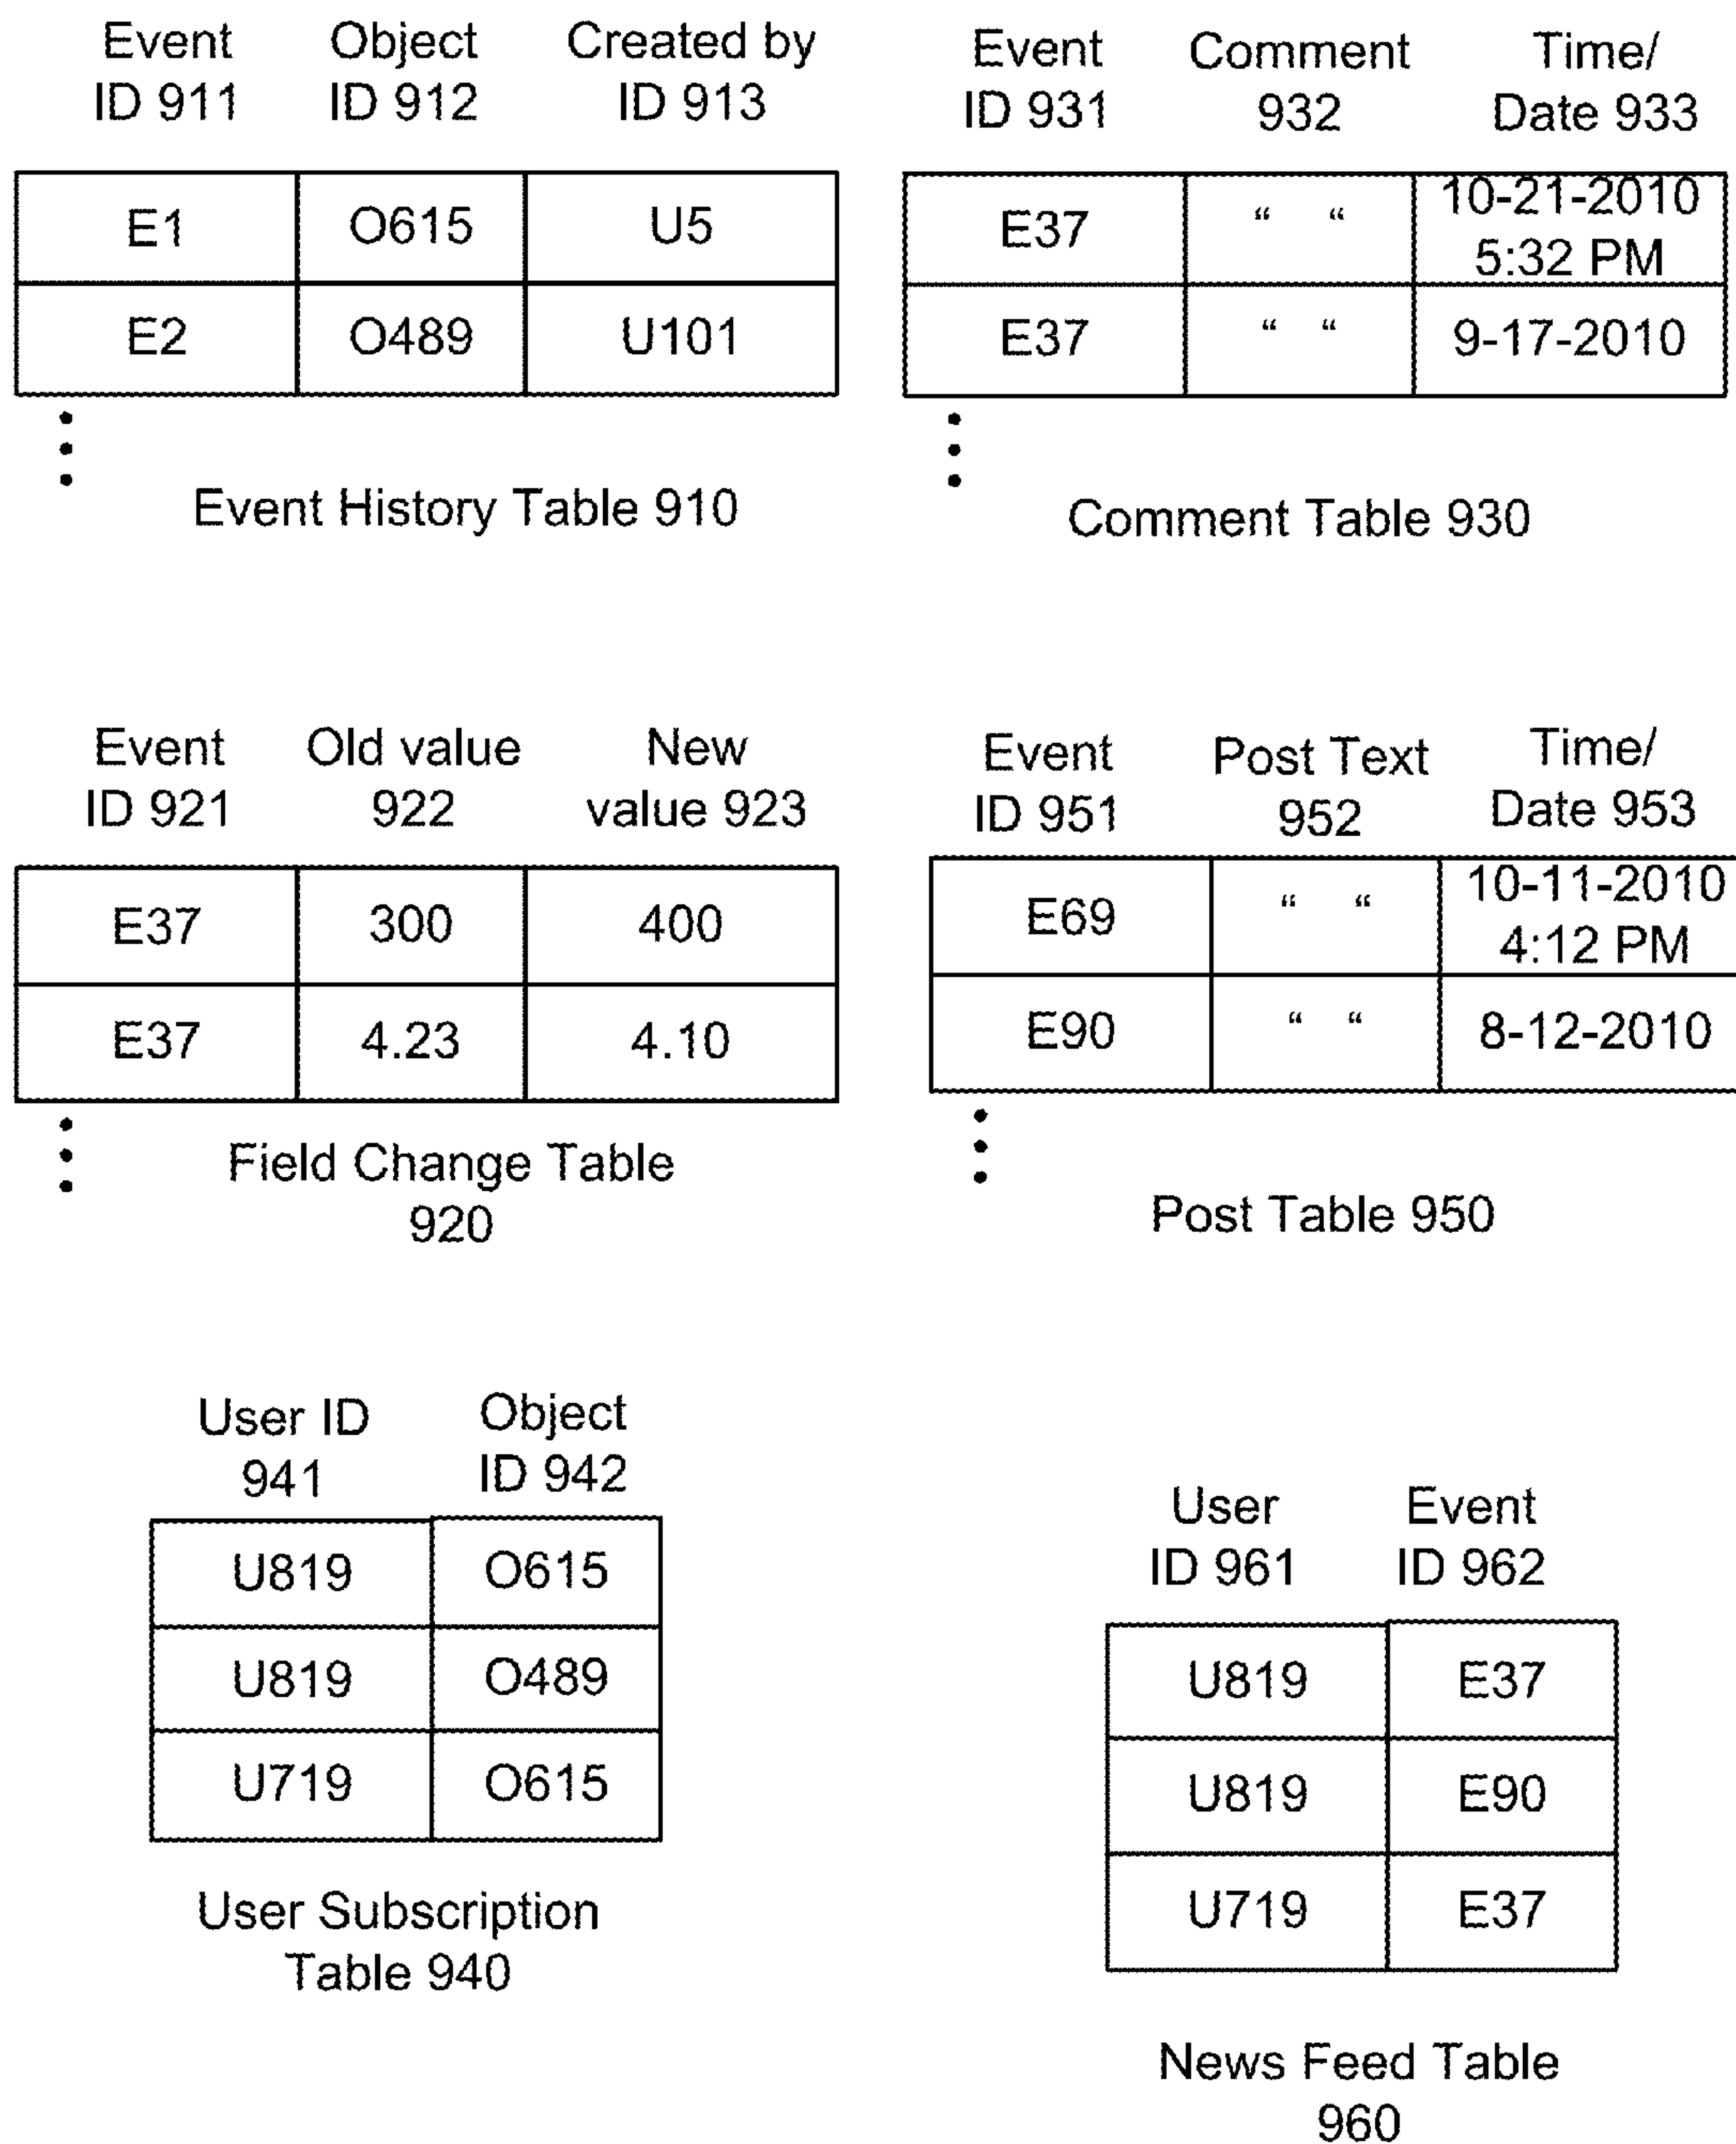 Event Object Created by
ID 911 ID 912 ID 913
E1 O615 U5
E2 O489 U101
Event History Table 910
Event Comment Time/
ID 931 932 Date 933
E37 “ “ 10-21-2010
5:32 PM
E37 “ “ 9-17-2010
Comment Table 930
Event Old value New
ID 921 922 value 923
E37 300 400
E37 4.23 4.10
Field Change Table
920
Event Post Text Time/
ID 951 952 Date 953
E69 “ “ 10-11-2010
4:12 PM
E90 “ “ 8-12-2010
Post Table 950
User ID Object
941 ID 942
U819 O615
U819 O489
U719 O615
User Subscription
Table 940
User Event
ID 961 ID 962
U819 E37
U819 E90
U719 E37
News Feed Table
960